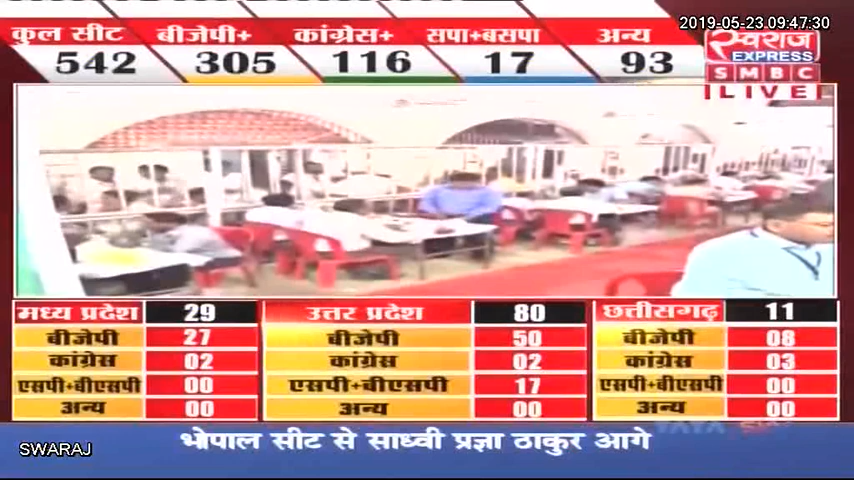 2019-05-23 09:47:30
कुल सीट बीजेपी+ कांग्रेस+ सपा+बसपा अन्य
542 305 116 17 93
स्वराज
EXPRESS
SMBC
LIVE
मध्य प्रदेश 29 उत्तर प्रदेश 80 छत्तीसगढ़ 11
बीजेपी 27 बीजेपी 50 बीजेपी 08
कांग्रेस 02 कांग्रेस 02 कांग्रेस 03
एसपी+बीएसपी 00 एसपी+बीएसपी 17 एसपी+बीएसपी 00
अन्य 00 अन्य 00 अन्य 00
TATA
भोपाल सीट से साध्वी प्रज्ञा ठाकुर आगे
SWARAJ